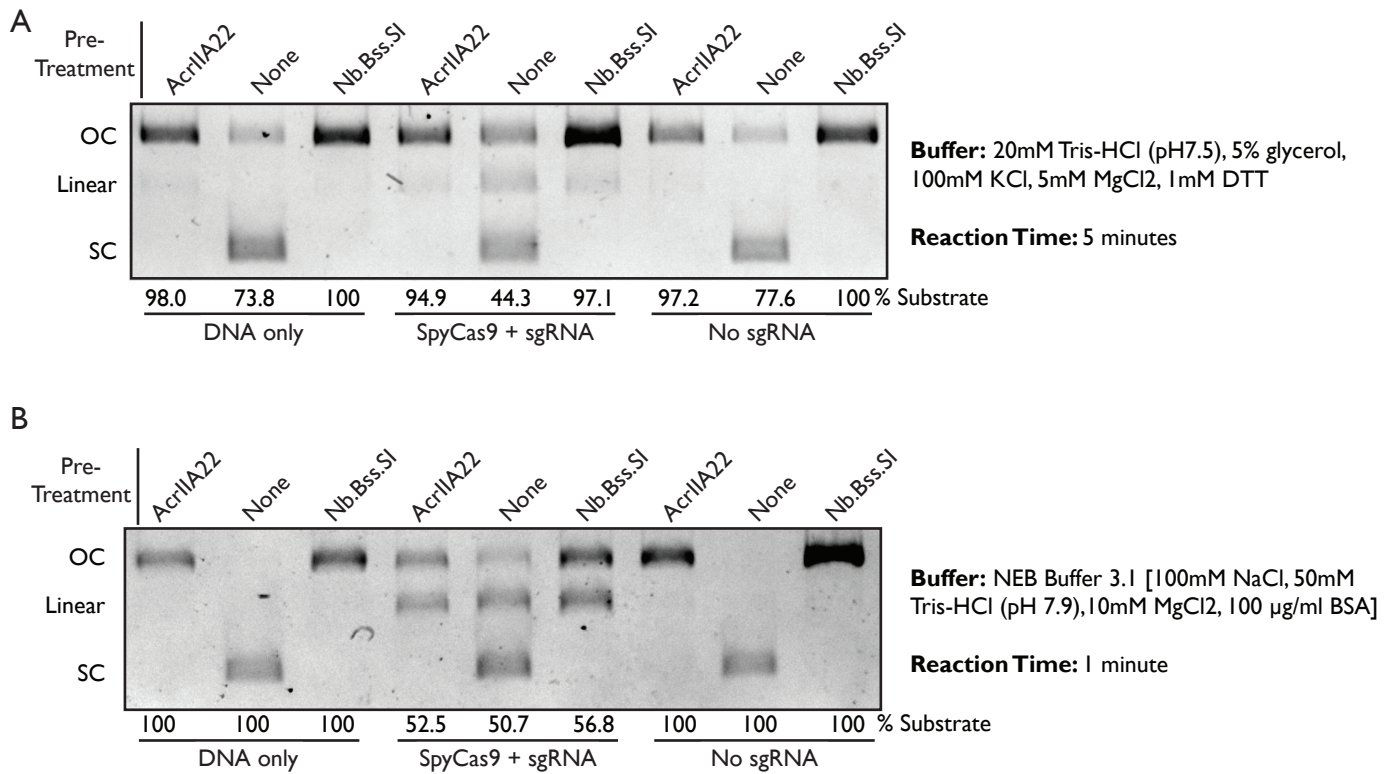 A
Pre-
Treatment
AcrIIA22 None Nb.Bss.SI AcrIIA22 None Nb.Bss.SI AcrIIA22 None Nb.Bss.SI
OC
Linear
SC
98.0 73.8 100 94.9 44.3 97.1 97.2 77.6 100 % Substrate
DNA only SpyCas9 + sgRNA No sgRNA
Buffer: 20mM Tris-HCl (pH7.5), 5% glycerol,
100mM KCl, 5mM MgCl2, 1mM DTT
Reaction Time: 5 minutes
B
Pre-
Treatment
AcrIIA22 None Nb.Bss.SI AcrIIA22 None Nb.Bss.SI AcrIIA22 None Nb.Bss.SI
OC
Linear
SC
100 100 100 52.5 50.7 56.8 100 100 100 % Substrate
DNA only SpyCas9 + sgRNA No sgRNA
Buffer: NEB Buffer 3.1 [100mM NaCl, 50mM
Tris-HCl (pH 7.9),10mM MgCl2, 100 µg/ml BSA]
Reaction Time: 1 minute